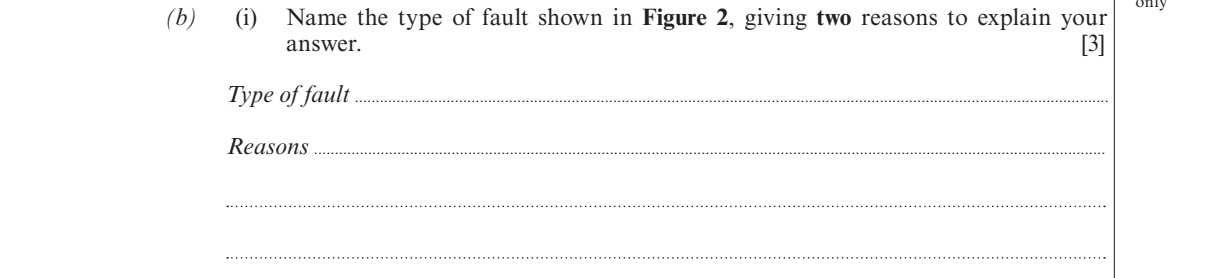 only
(b) (i) Name the type of fault shown in Figure 2, giving two reasons to explain your
answer. [3]
Type of fault
Reasons